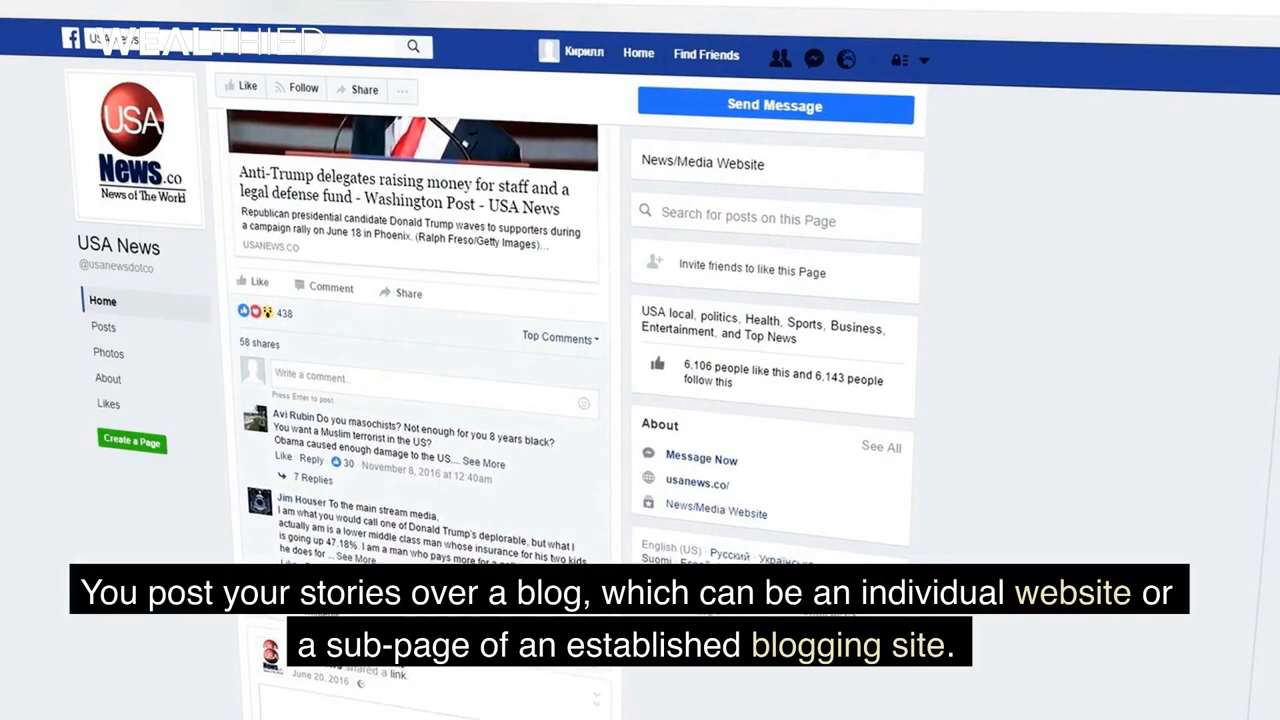 f USA News
WEALTHIED
Кирилл Home Find Friends
USA
News.co
News of The World
USA News
@usanewsdotco
Home
Posts
Photos
About
Likes
Create a Page
Like Follow Share ...
Anti-Trump delegates raising money for staff and a
legal defense fund - Washington Post - USA News
Republican presidential candidate Donald Trump waves to supporters during
a campaign rally on June 18 in Phoenix. (Ralph Freso/Getty Images)...
USANEWS.CO
Like Comment Share
438
Top Comments
58 shares
Write a comment...
Press Enter to post.
Avi Rubin Do you masochists? Not enough for you 8 years black?
You want a Muslim terrorist in the US?
Obama caused enough damage to the US.... See More
Like · Reply · 30 · November 8, 2016 at 12:40am
7 Replies
Jim Houser To the main stream media,
I am what you would call one of Donald Trump's deplorable, but what I
actually am is a lower middle class man whose insurance for his two kids
is going up 47.18%. I am a man who pays more for a
he does for ... See More
shared a link.
June 20, 2016
Send Message
News/Media Website
Search for posts on this Page
Invite friends to like this Page
USA local, politics, Health, Sports, Business,
Entertainment, and Top News
6,106 people like this and 6,143 people
follow this
About See All
Message Now
usanews.co/
News/Media Website
English (US) · Русский · Українська
Suomi
You post your stories over a blog, which can be an individual website or
a sub-page of an established blogging site.